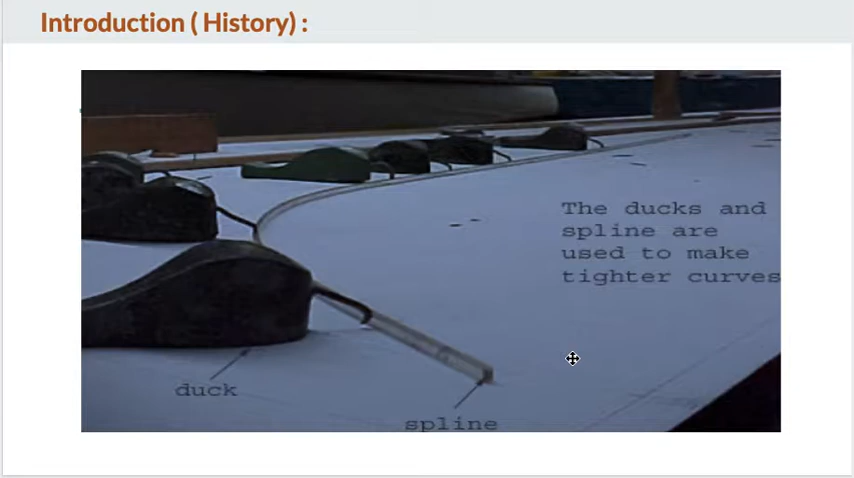 Introduction ( History) :
The ducks and
spline are
used to make
tighter curves
duck
spline